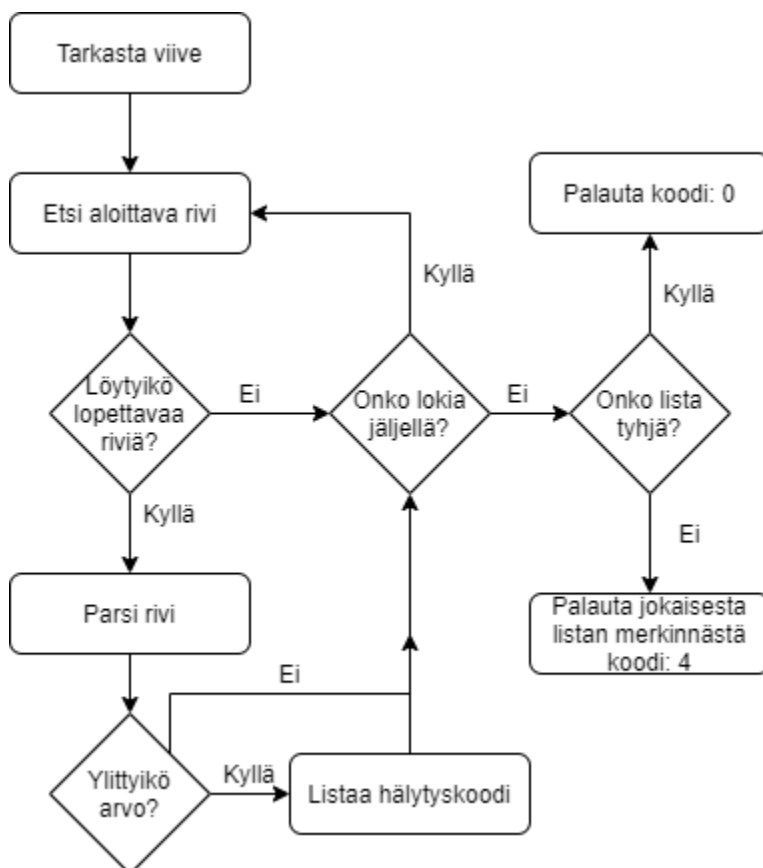 Tarkasta viive
Etsi aloittava rivi
Palauta koodi: 0
Kyllä
Kyllä
Löytyikö
lopettavaa
riviä?
Ei
Onko lokia
jäljellä?
Ei
Onko lista
tyhjä?
Kyllä
Ei
Parsi rivi
Palauta jokaisesta
listan merkinnästä
koodi: 4
Ei
Ylittyikö
arvo?
Kyllä
Listaa hälytyskoodi